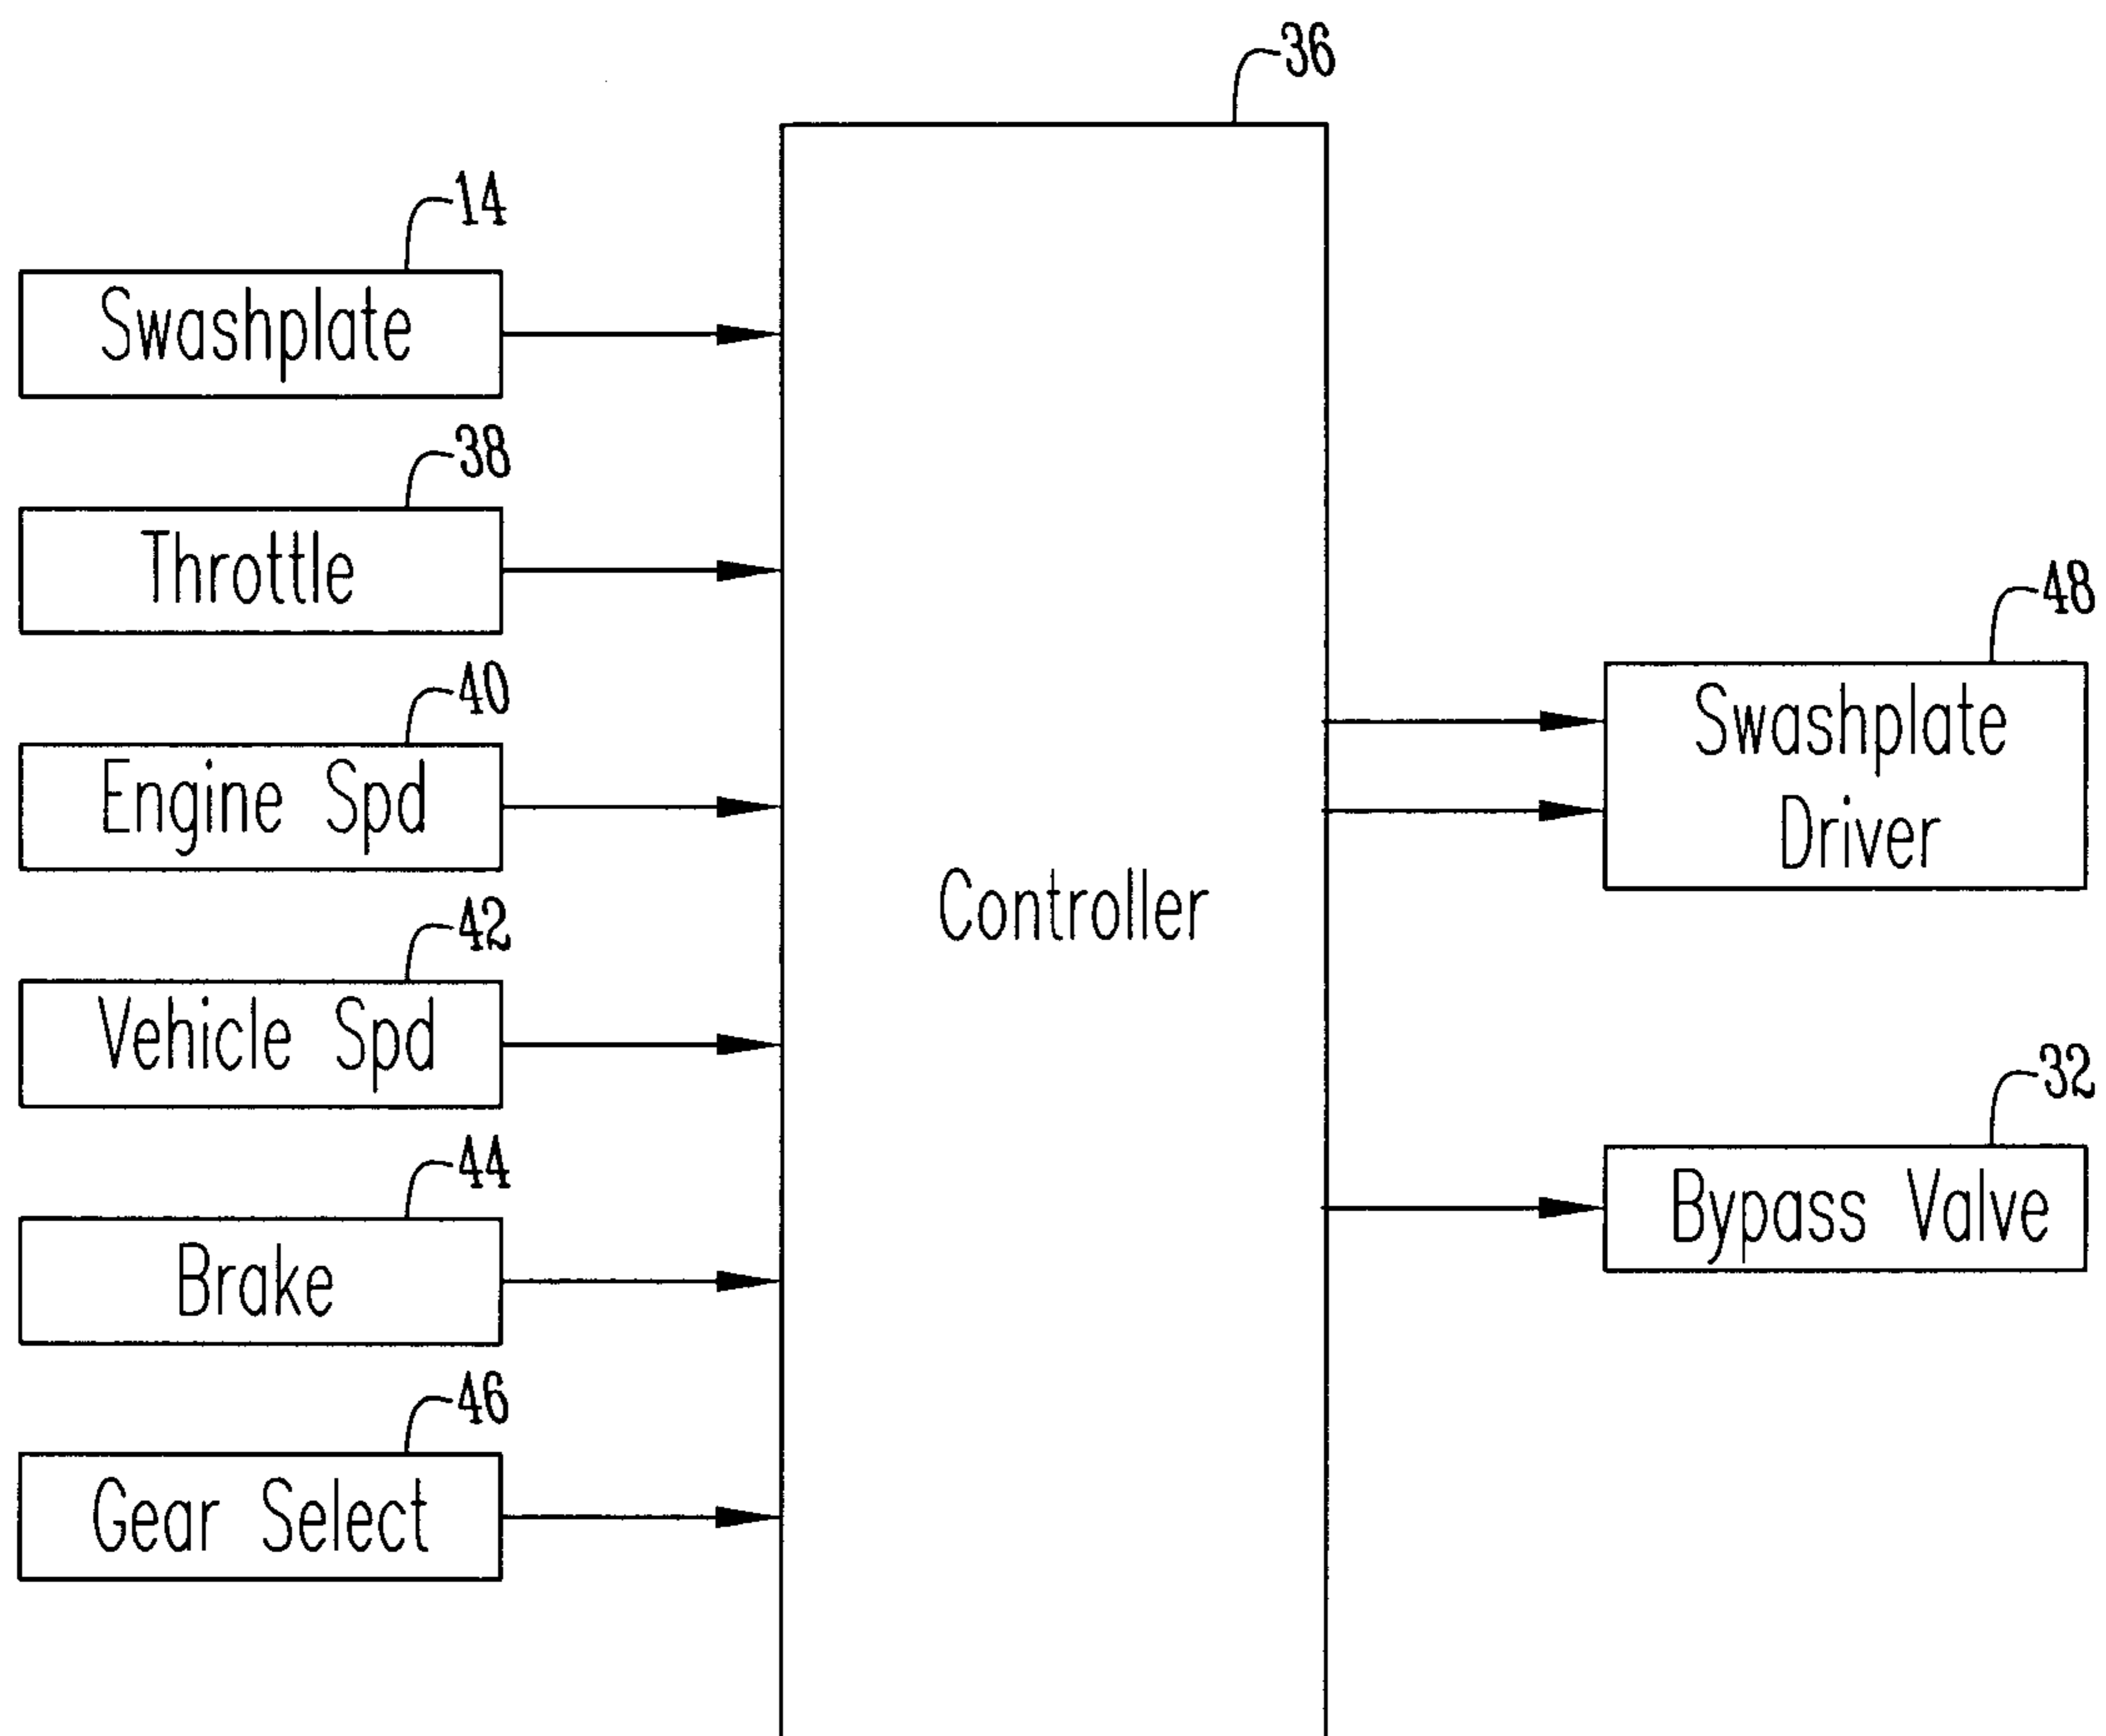 36
14
Swashplate
38
Throttle
40
Engine Spd
42
Vehicle Spd
44
Brake
46
Gear Select
Controller
48
Swashplate
Driver
32
Bypass Valve